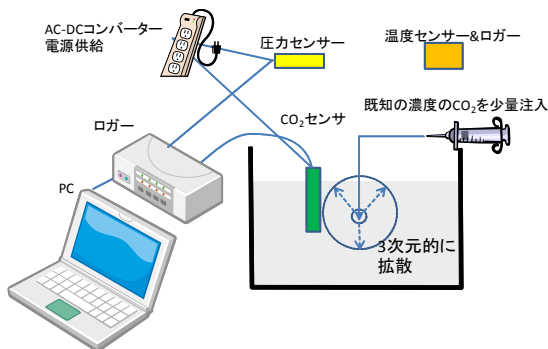 AC-DCコンバーター
電源供給
圧力センサー
温度センサー&ロガー
既知の濃度のCO₂を少量注入
ロガー
CO₂センサ
PC
3次元的に
拡散